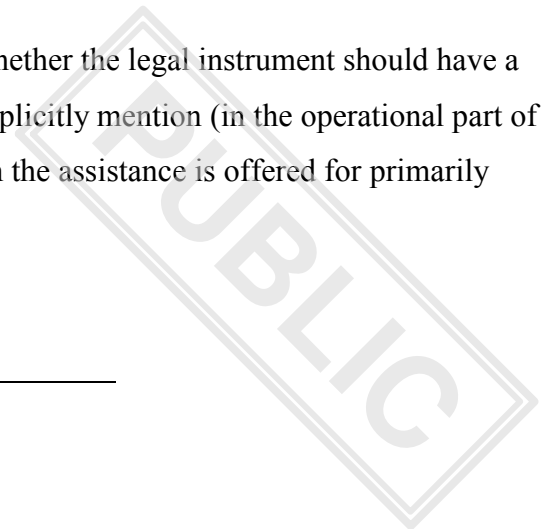 hether the legal instrument should have a
plicitly mention (in the operational part of
the assistance is offered for primarily
PUBLIC